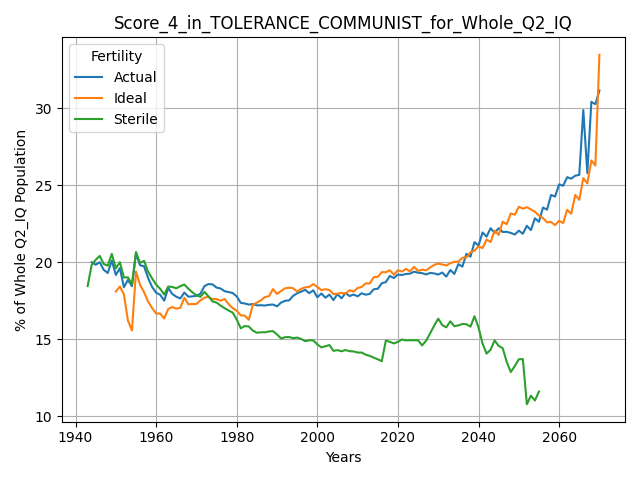 Score_4_in_TOLERANCE_COMMUNIST_for_Whole_Q2_IQ
Fertility
Actual
Ideal
Sterile
% of Whole Q2_IQ Population
30
25
20
15
10
1940
1960
1980
2000
2020
2040
2060
Years